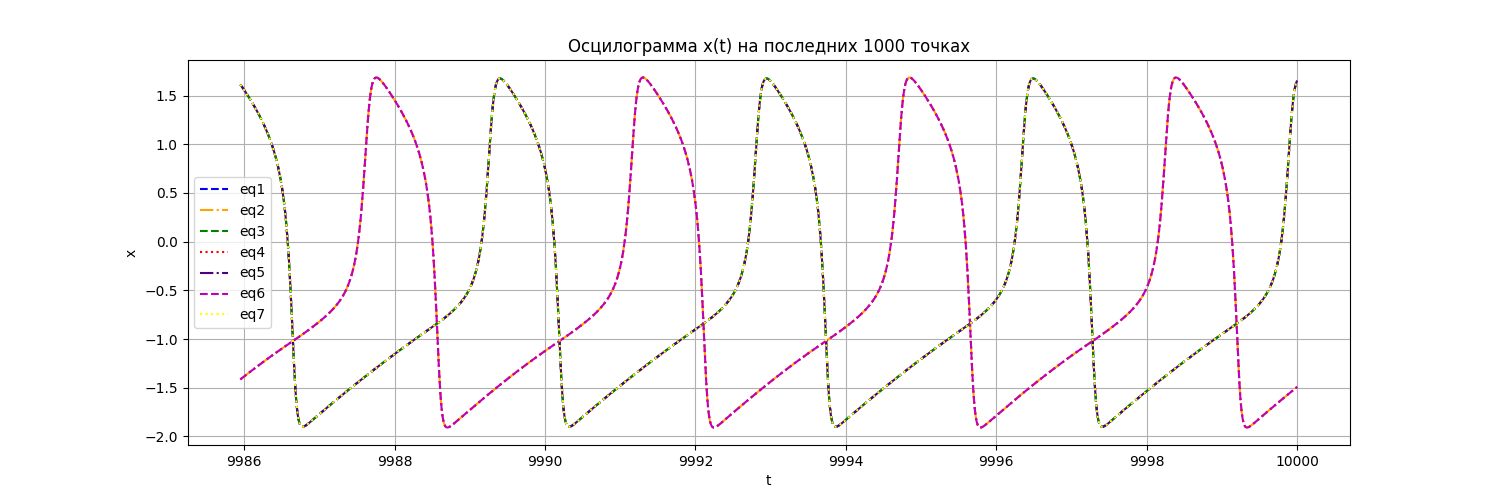 Осцилограмма x(t) на последних 1000 точках
x
1.5
1.0
0.5
0.0
−0.5
−1.0
−1.5
−2.0
eq1
eq2
eq3
eq4
eq5
eq6
eq7
9986 9988 9990 9992 9994 9996 9998 10000
t